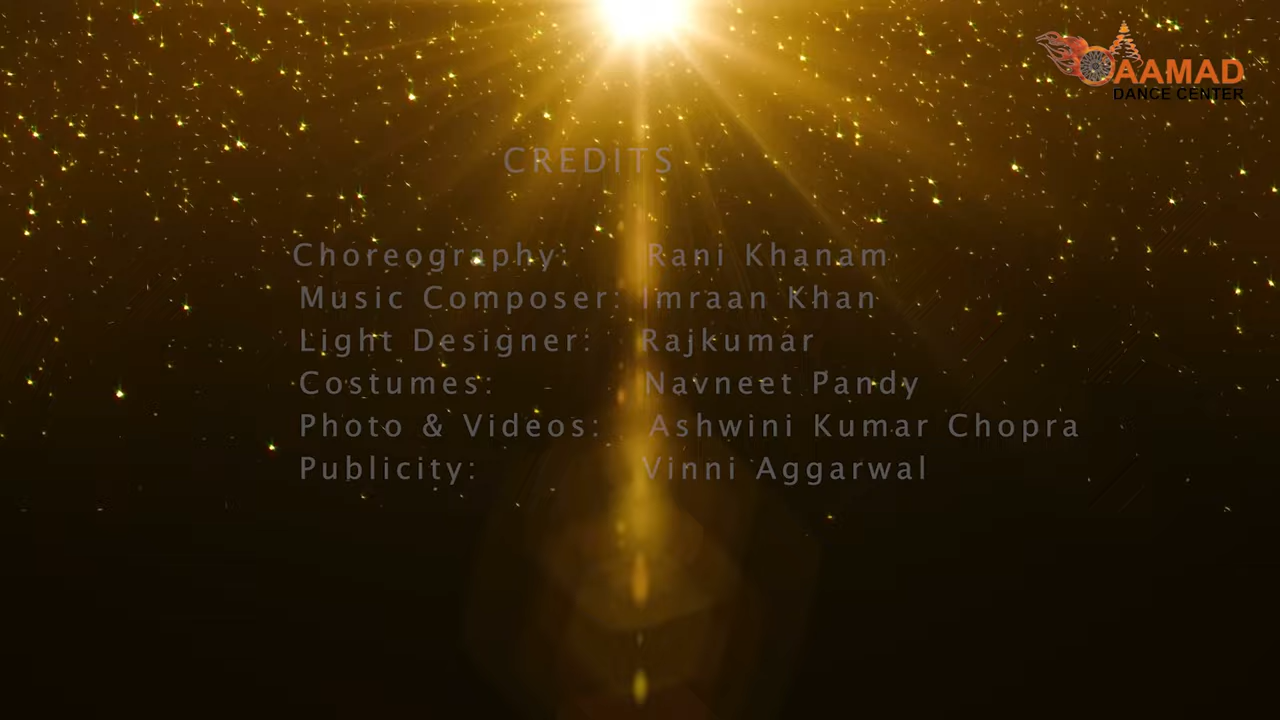 AAMAD
DANCE CENTER
CREDITS
Choreography: Rani Khanam
Music Composer: Imraan Khan
Light Designer: Rajkumar
Costumes: Navneet Pandy
Photo & Videos: Ashwini Kumar Chopra
Publicity: Vinni Aggarwal